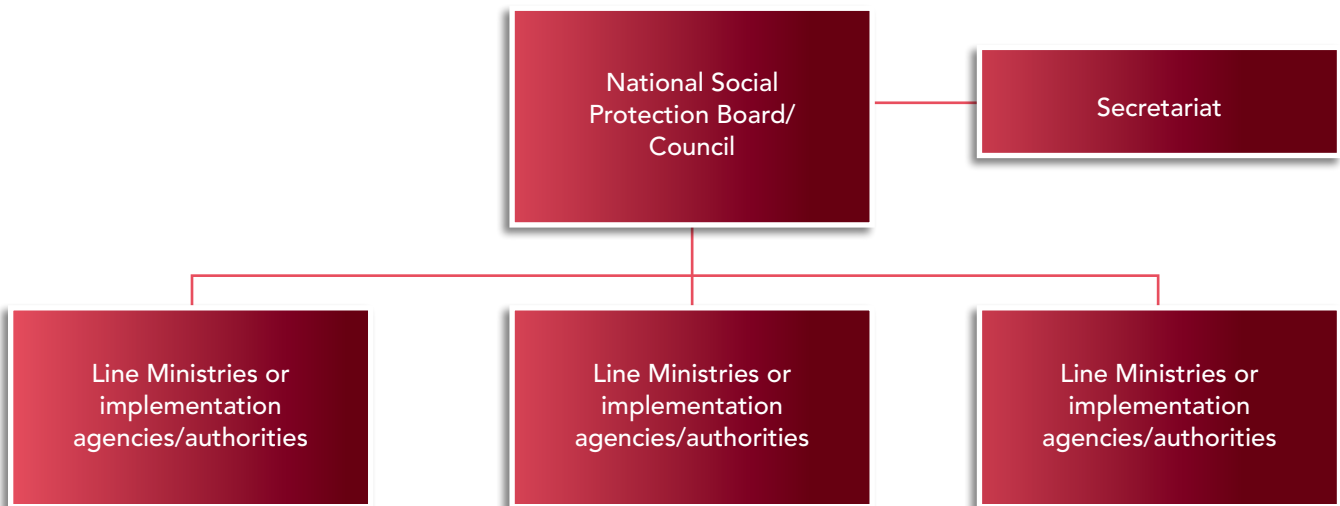 National Social
Protection Board/
Council
Secretariat
Line Ministries or
implementation
agencies/authorities
Line Ministries or
implementation
agencies/authorities
Line Ministries or
implementation
agencies/authorities